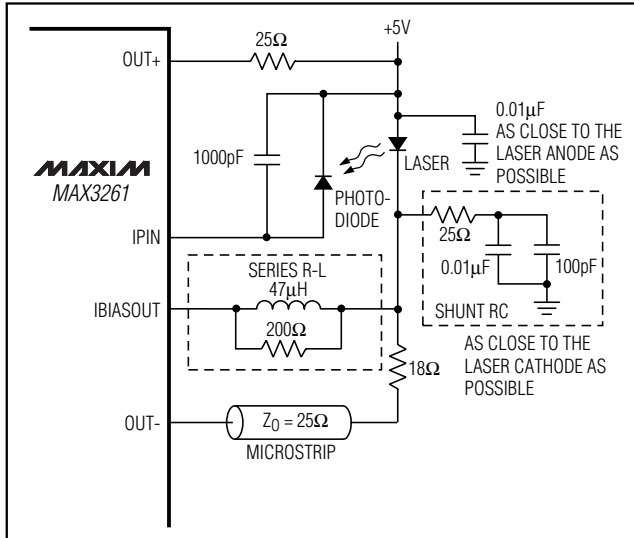 +5V
25Ω
OUT+
0.01μF
AS CLOSE TO THE
LASER ANODE AS
POSSIBLE
1000pF
LASER
MAXIM
MAX3261
PHOTO-
DIODE
25Ω
IPIN
0.01μF
100pF
SHUNT RC
SERIES R-L
47μH
IBIASOUT
200Ω
AS CLOSE TO THE
LASER CATHODE AS
POSSIBLE
18Ω
OUT-
Z0 = 25Ω
MICROSTRIP